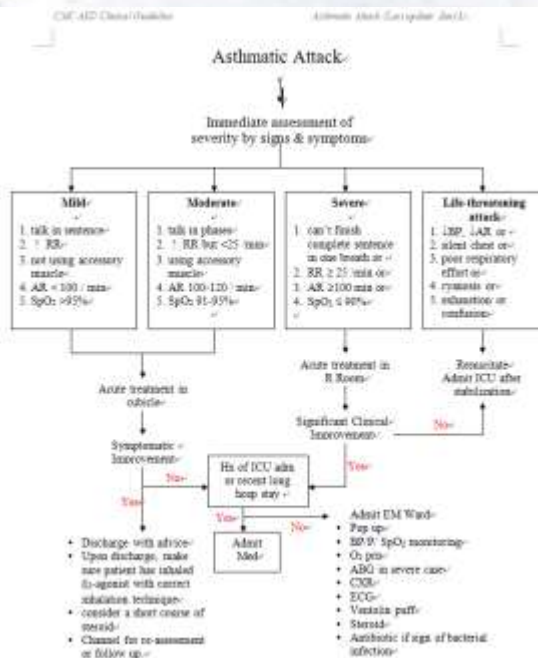 CMC AED Clinical Guideline
Asthmatic Attack (Last update
Asthmatic Attack
Immediate assessment of
severity by signs & symptoms
Mild
1. talk in sentence
2. ↑ RR
3. not using accessory
muscle
4. AR < 100 / min
5. SpO₂ >95%
Moderate
1. talk in phases
2. ↑ RR but <25 /min
3. using accessory
muscle
4. AR 100-120 / min
5. SpO₂ 91-95%
Severe
1. can't finish
complete sentence
in one breath or
2. RR ≥ 25 /min or
3. AR ≥100 min or
4. SpO₂ ≤ 90%
Life-threatening
attack
1. ↓BP, ↓AR or
2. silent chest or
3. poor respiratory
effort or
4. cyanosis or
5. exhaustion or
confusion
Acute treatment in
cubicle
Acute treatment in
R Room
Resuscitate
Admit ICU after
stabilization
Symptomatic
Improvement
Significant Clinical
Improvement
No
No
Yes
Hx of ICU adm
or recent long
hosp stay
Yes
Yes
No
Admit
Med
• Discharge with advice
• Upon discharge, make
sure patient has inhaled
β₂-agonist with correct
inhalation technique
• consider a short course of
steroid
• Channel for re-assessment
or follow up
Admit EM Ward
• Pop up
• BP/P/ SpO₂ monitoring
• O₂ prn
• ABG in severe case
• CXR
• ECG
• Ventolin puff
• Steroid
• Antibiotic if sign of bacterial
infection